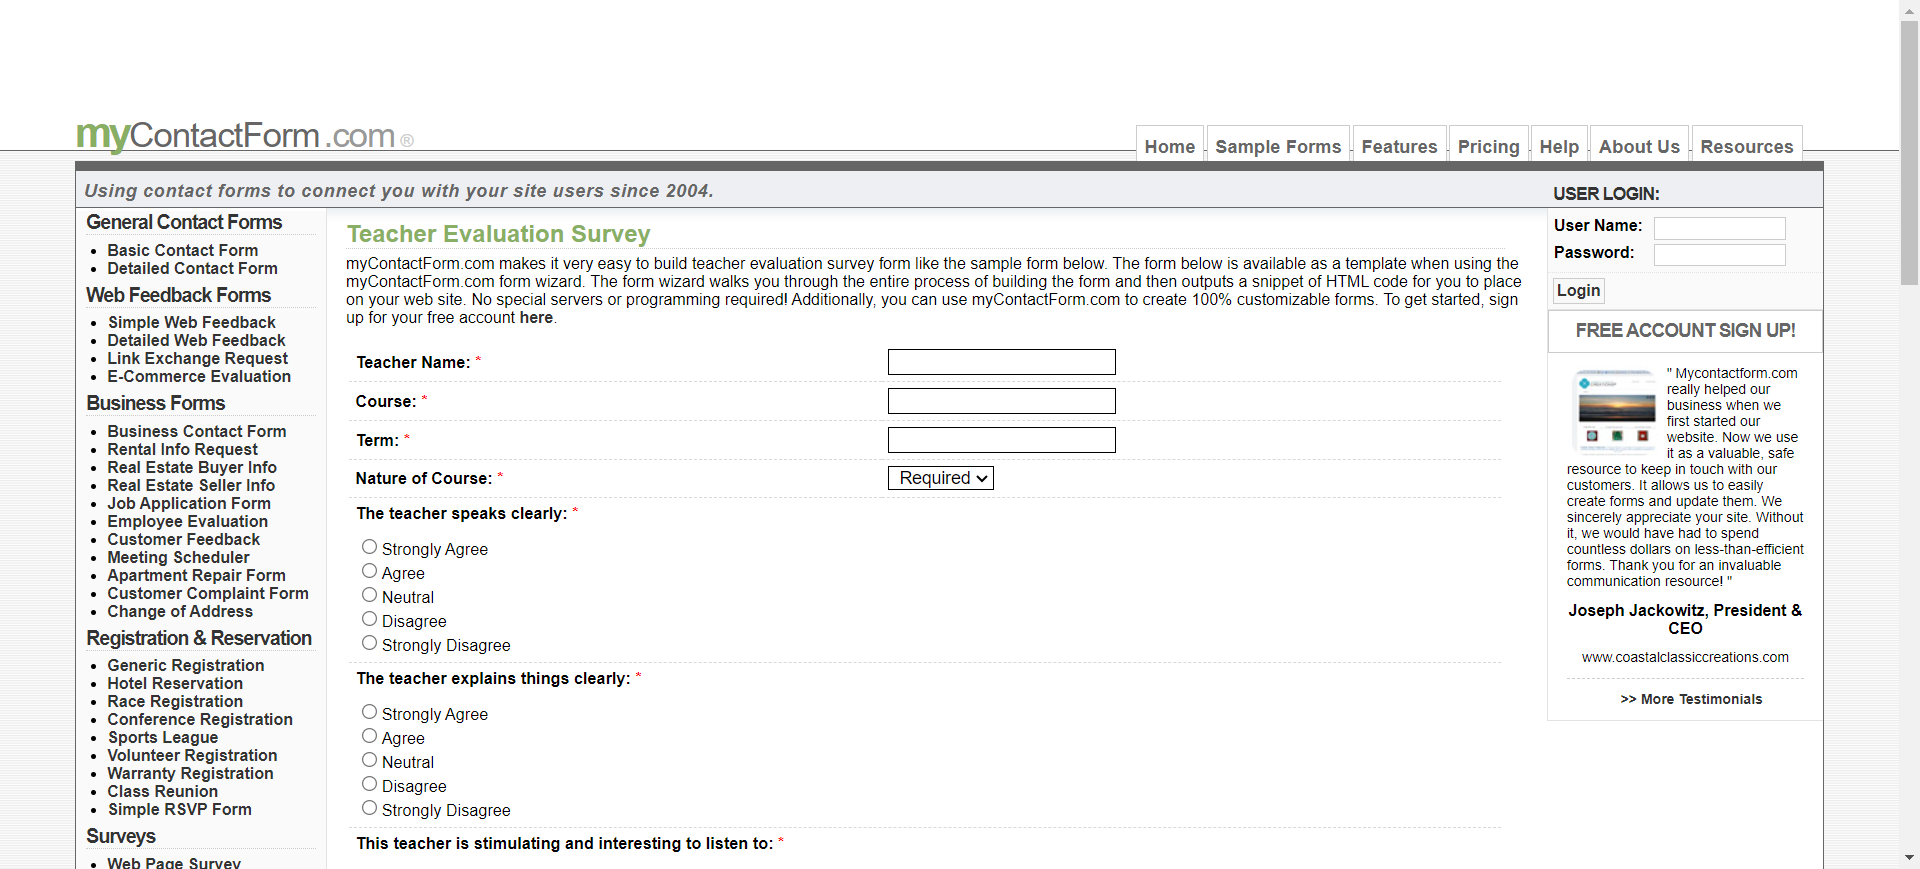 myContactForm.com®
Home
Sample Forms
Features
Pricing
Help
About Us
Resources
Using contact forms to connect you with your site users since 2004.
General Contact Forms
Basic Contact Form
Detailed Contact Form
Web Feedback Forms
Simple Web Feedback
Detailed Web Feedback
Link Exchange Request
E-Commerce Evaluation
Business Forms
Business Contact Form
Rental Info Request
Real Estate Buyer Info
Real Estate Seller Info
Job Application Form
Employee Evaluation
Customer Feedback
Meeting Scheduler
Apartment Repair Form
Customer Complaint Form
Change of Address
Registration & Reservation
Generic Registration
Hotel Reservation
Race Registration
Conference Registration
Sports League
Volunteer Registration
Warranty Registration
Class Reunion
Simple RSVP Form
Surveys
Web Page Survey
Teacher Evaluation Survey
myContactForm.com makes it very easy to build teacher evaluation survey form like the sample form below. The form below is available as a template when using the
myContactForm.com form wizard. The form wizard walks you through the entire process of building the form and then outputs a snippet of HTML code for you to place
on your web site. No special servers or programming required! Additionally, you can use myContactForm.com to create 100% customizable forms. To get started, sign
up for your free account here.
Teacher Name: *
Course: *
Term: *
Nature of Course: * Required
The teacher speaks clearly: *
Strongly Agree
Agree
Neutral
Disagree
Strongly Disagree
The teacher explains things clearly: *
Strongly Agree
Agree
Neutral
Disagree
Strongly Disagree
This teacher is stimulating and interesting to listen to: *
USER LOGIN:
User Name:
Password:
Login
FREE ACCOUNT SIGN UP!
" Mycontactform.com
really helped our
business when we
first started our
website. Now we use
it as a valuable, safe
resource to keep in touch with our
customers. It allows us to easily
create forms and update them. We
sincerely appreciate your site. Without
it, we would have had to spend
countless dollars on less-than-efficient
forms. Thank you for an invaluable
communication resource! "
Joseph Jackowitz, President &
CEO
www.coastalclassiccreations.com
>> More Testimonials